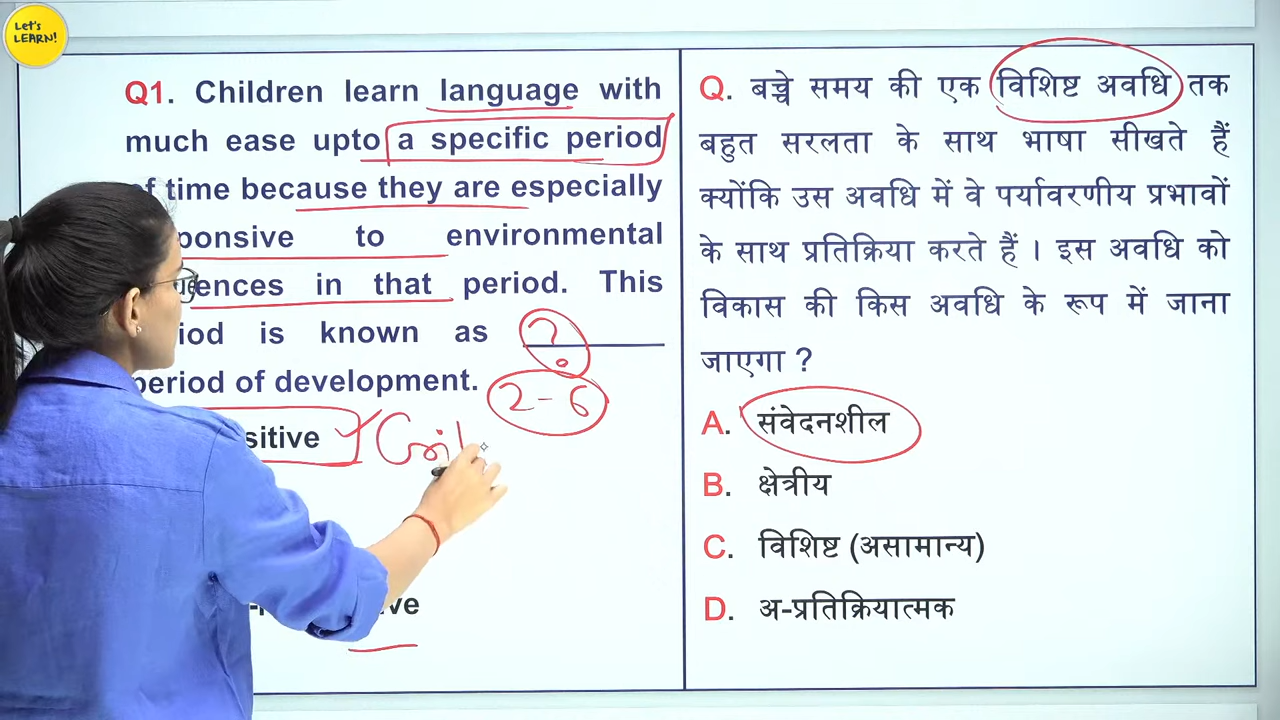 Let's
LEARN!
Q1. Children learn language with
much ease upto a specific period
of time because they are especially
ponsive to environmental
ences in that period. This
iod is known as ?
period of development.
2-6
sitive
ive
Q. बच्चे समय की एक विशिष्ट अवधि तक
बहुत सरलता के साथ भाषा सीखते हैं
क्योंकि उस अवधि में वे पर्यावरणीय प्रभावों
के साथ प्रतिक्रिया करते हैं । इस अवधि को
विकास की किस अवधि के रूप में जाना
जाएगा ?
A. संवेदनशील
B. क्षेत्रीय
C. विशिष्ट (असामान्य)
D. अ-प्रतिक्रियात्मक